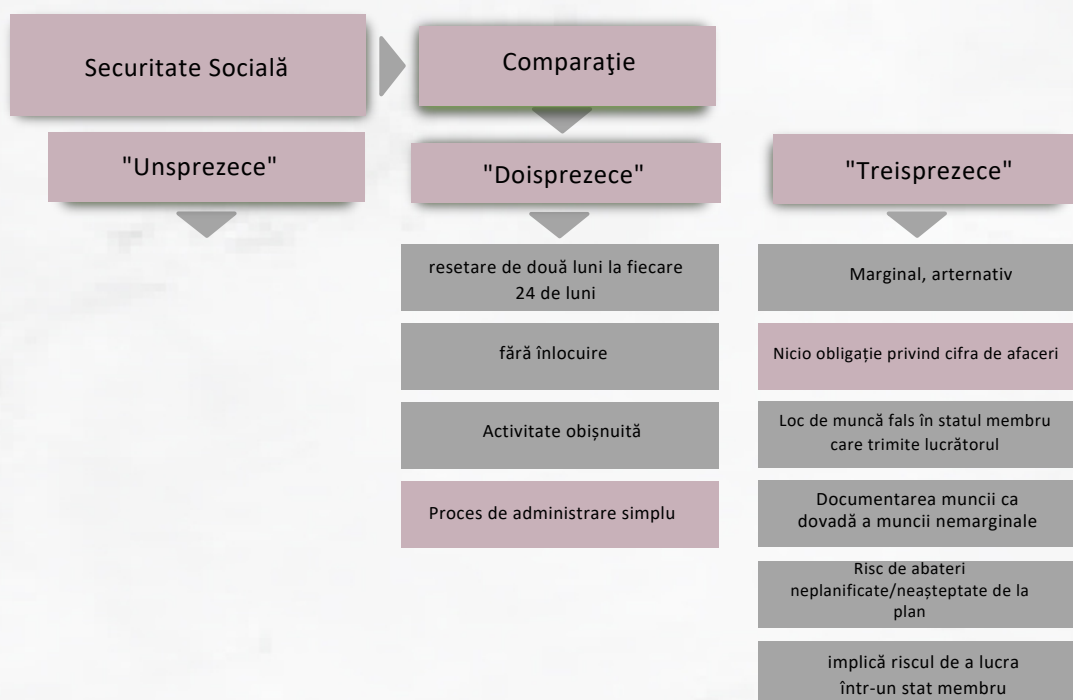 Securitate Socială
Comparaţie
"Unsprezece"
"Doisprezece"
"Treisprezece"
resetare de două luni la fiecare
24 de luni
fără înlocuire
Activitate obișnuită
Proces de administrare simplu
Marginal, arternativ
Nicio obligație privind cifra de afaceri
Loc de muncă fals în statul membru
care trimite lucrătorul
Documentarea muncii ca
dovadă a muncii nemarginale
Risc de abateri
neplanificate/neașteptate de la
plan
implică riscul de a lucra
într-un stat membru